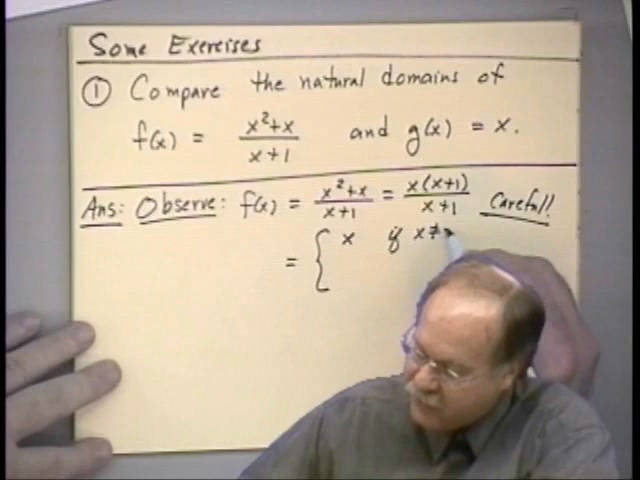 Some Exercises
① Compare the natural domains of
f(x) = x²+x / x+1 and g(x) = x.
Ans: Observe: f(x) = x²+x / x+1 = x(x+1) / x+1 Careful!
= { x if x≠